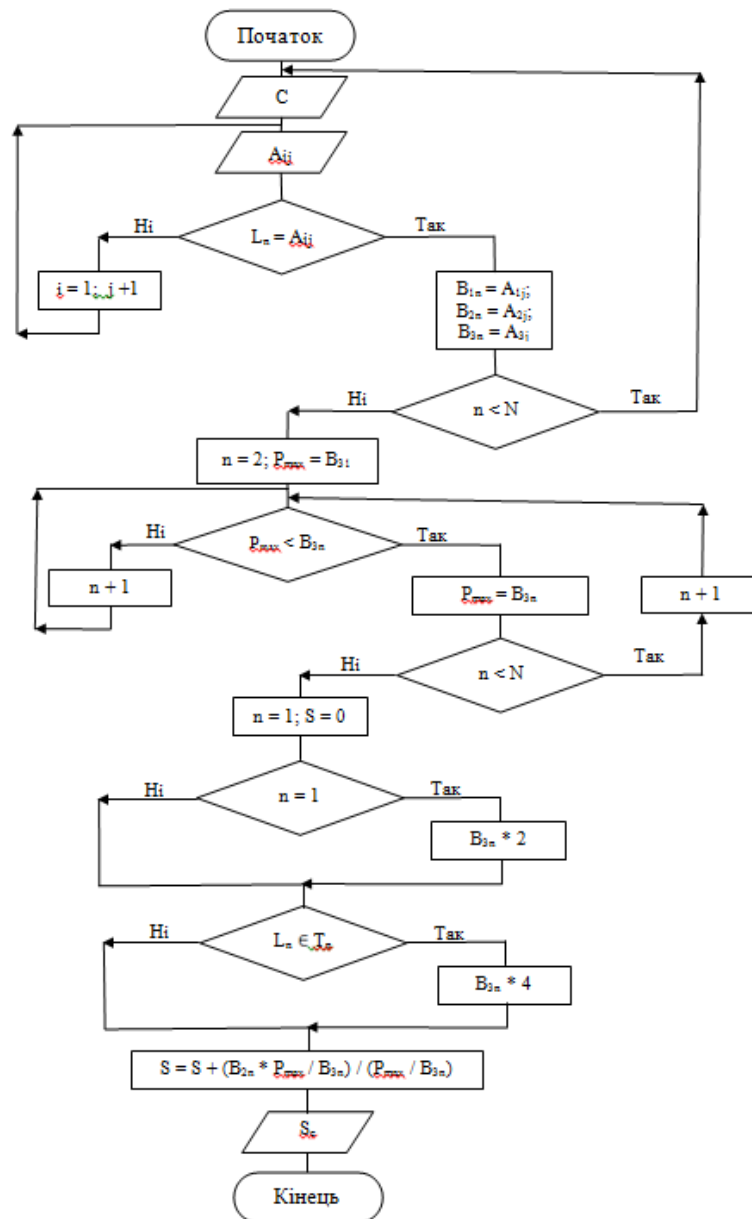 Початок
C
Aij
Lₙ = Aij
Ні
Так
i = 1; j +1
B₁ₙ = A₁ⱼ;
B₂ₙ = A₂ⱼ;
B₃ₙ = A₃ⱼ
n < N
Ні
Так
n = 2; Pmax = B₃₁
Pmax < B₃ₙ
Ні
Так
n + 1
Pmax = B₃ₙ
n + 1
n < N
Ні
Так
n = 1; S = 0
n = 1
Ні
Так
B₃ₙ * 2
Lₙ ∈ Tₙ
Ні
Так
B₃ₙ * 4
S = S + (B₂ₙ * Pmax / B₃ₙ) / (Pmax / B₃ₙ)
Sₙ
Кінець